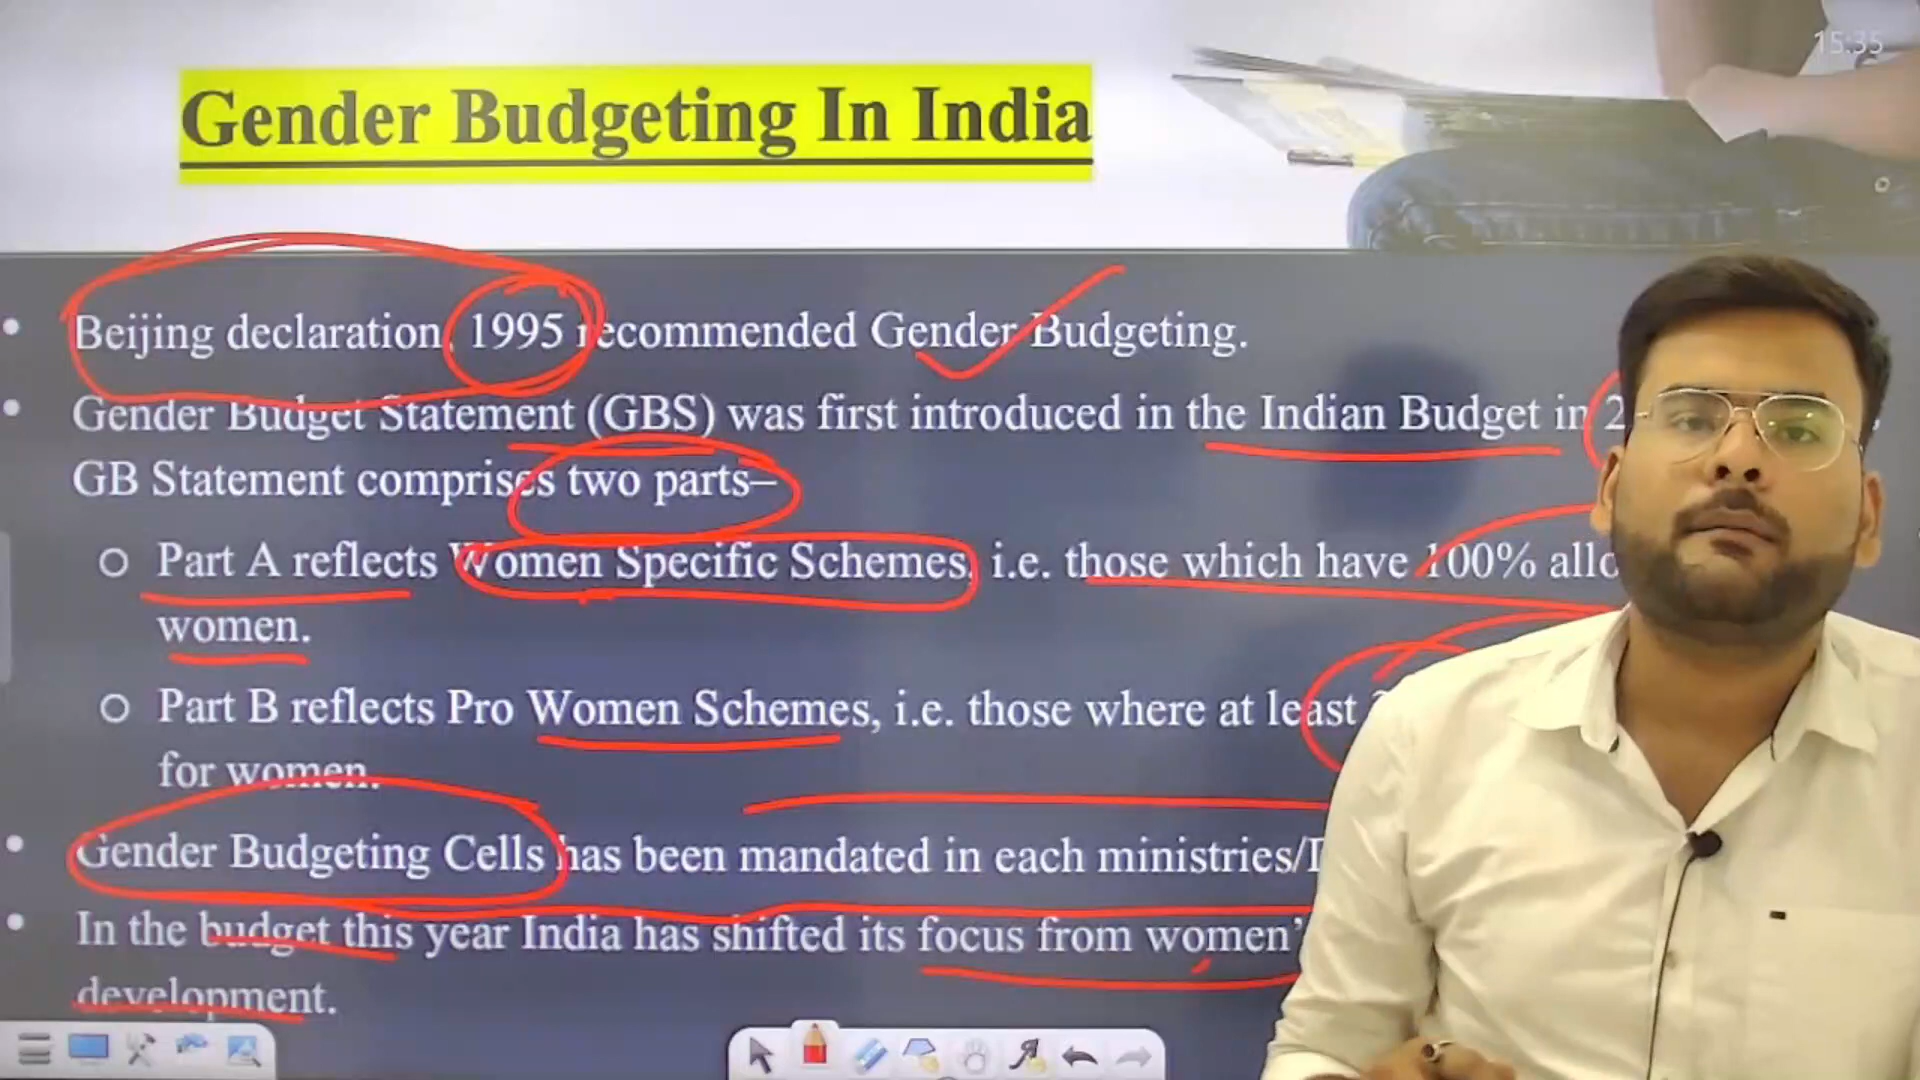 15:35
Gender Budgeting In India
• Beijing declaration, 1995 recommended Gender Budgeting.
• Gender Budget Statement (GBS) was first introduced in the Indian Budget in
GB Statement comprises two parts–
o Part A reflects Women Specific Schemes, i.e. those which have 100%
women.
o Part B reflects Pro Women Schemes, i.e. those where at least
for women.
• Gender Budgeting Cells has been mandated in each ministries/
• In the budget this year India has shifted its focus from women’
development.